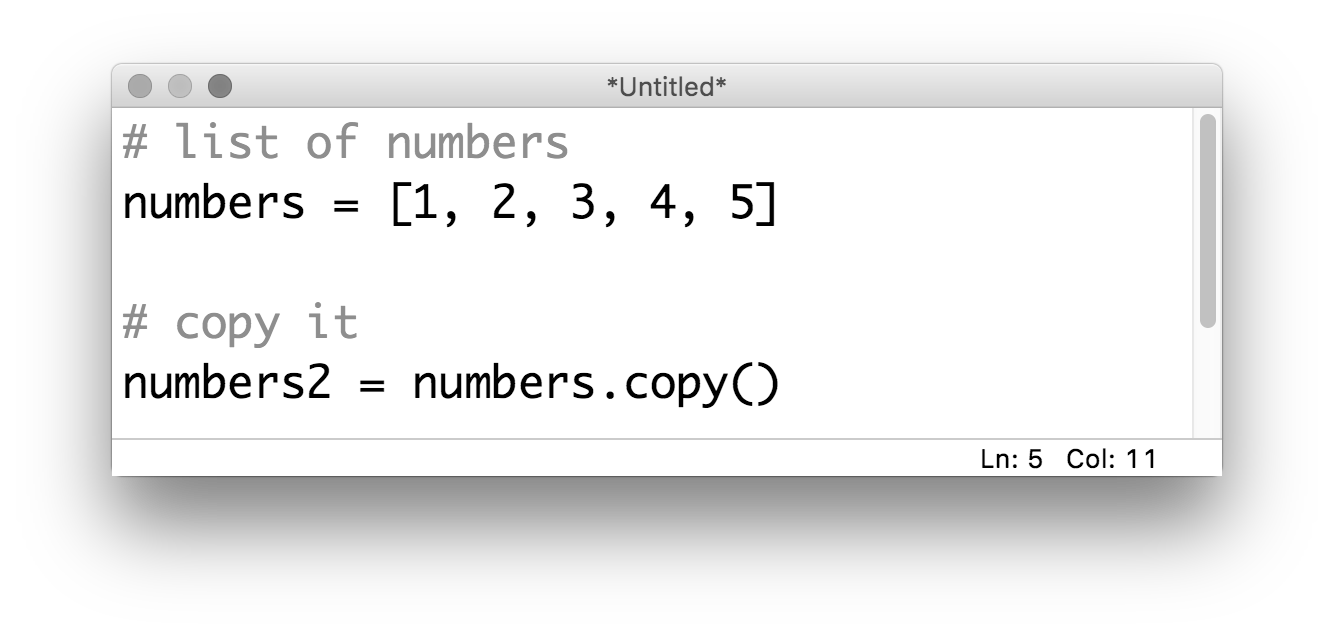 *Untitled*
# list of numbers
numbers = [1, 2, 3, 4, 5]
# copy it
numbers2 = numbers.copy()
Ln: 5 Col: 11